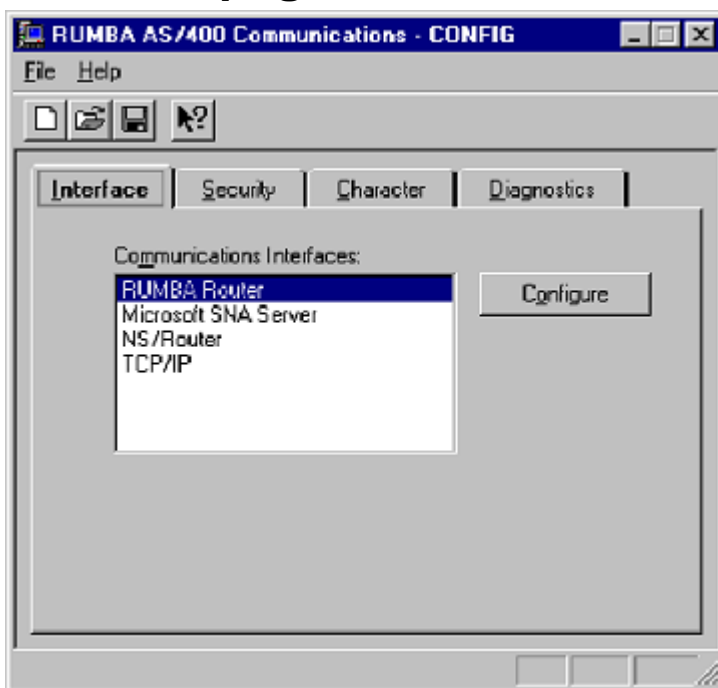 RUMBA AS/400 Communications - CONFIG
File Help
Interface Security Character Diagnostics
Communications Interfaces:
RUMBA Router
Microsoft SNA Server
NS/Router
TCP/IP
Configure